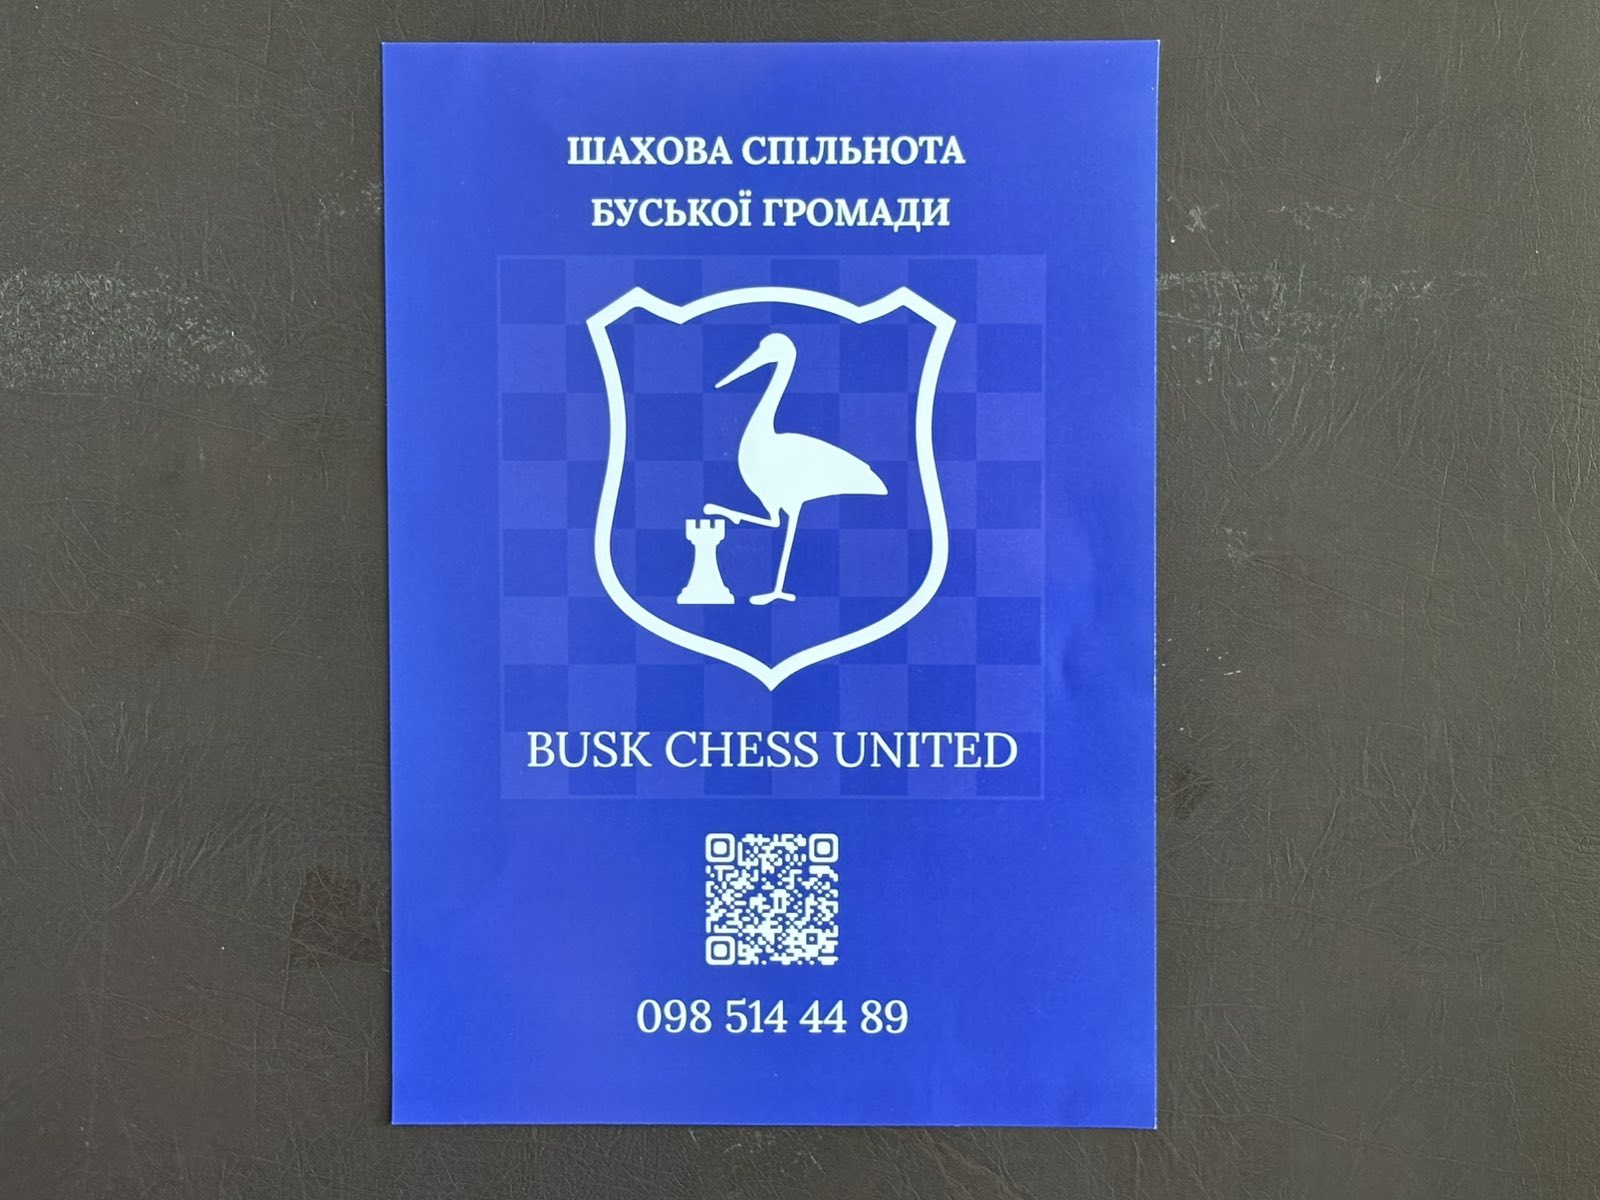 ШАХОВА СПІЛЬНОТА
БУСЬКОЇ ГРОМАДИ
BUSK CHESS UNITED
098 514 44 89